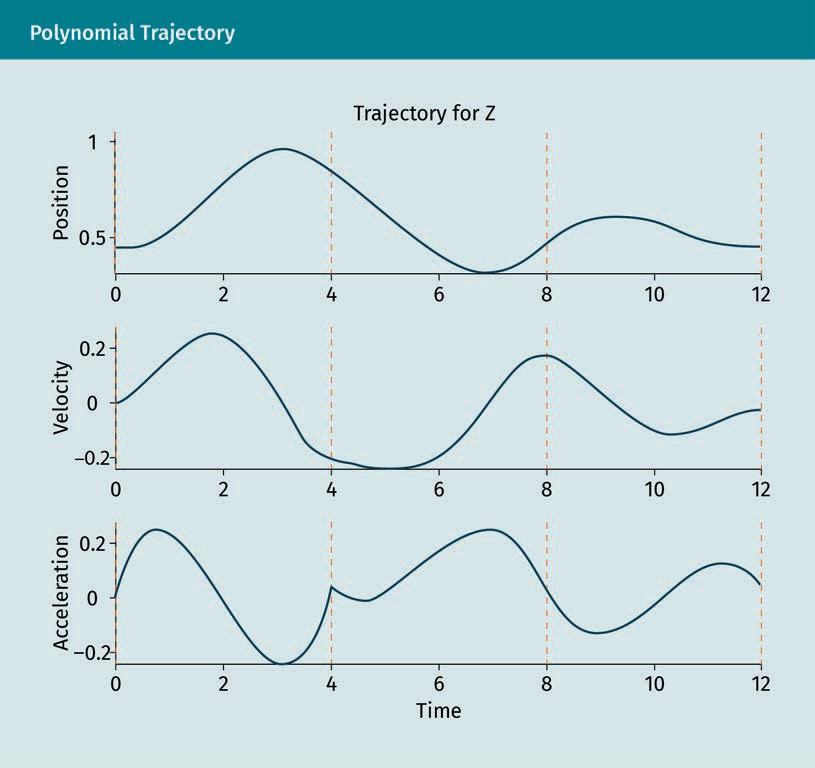 Polynomial Trajectory
Trajectory for Z
Position
1
0.5
0 2 4 6 8 10 12
Velocity
0.2
0
−0.2
0 2 4 6 8 10 12
Acceleration
0.2
0
−0.2
0 2 4 6 8 10 12
Time